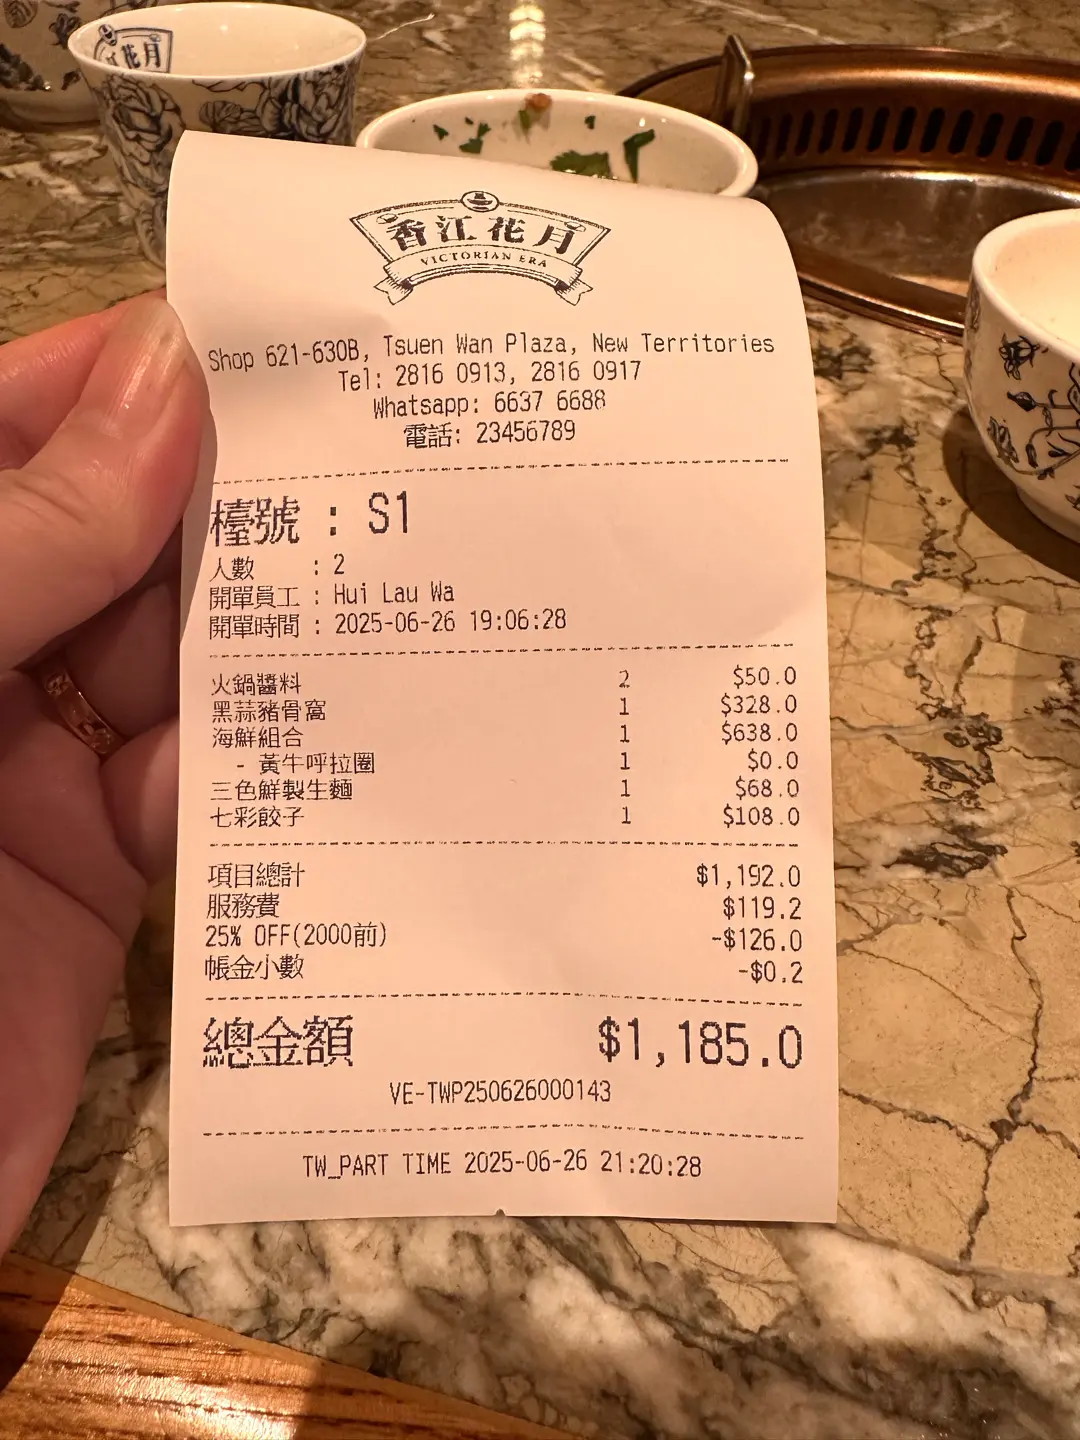 花月
香江花月
VICTORIAN ERA
Shop 621-630B, Tsuen Wan Plaza, New Territories
Tel: 2816 0913, 2816 0917
Whatsapp: 6637 6688
電話: 23456789
檯號 : S1
人數 : 2
開單員工 : Hui Lau Wa
開單時間 : 2025-06-26 19:06:28
火鍋醬料 2 $50.0
黑蒜豬骨窩 1 $328.0
海鮮組合 1 $638.0
- 黃牛呼拉圈 1 $0.0
三色鮮製生麵 1 $68.0
七彩餃子 1 $108.0
項目總計 $1,192.0
服務費 $119.2
25% OFF(2000前) -$126.0
帳金小數 -$0.2
總金額 $1,185.0
VE-TWP250626000143
TW_PART TIME 2025-06-26 21:20:28